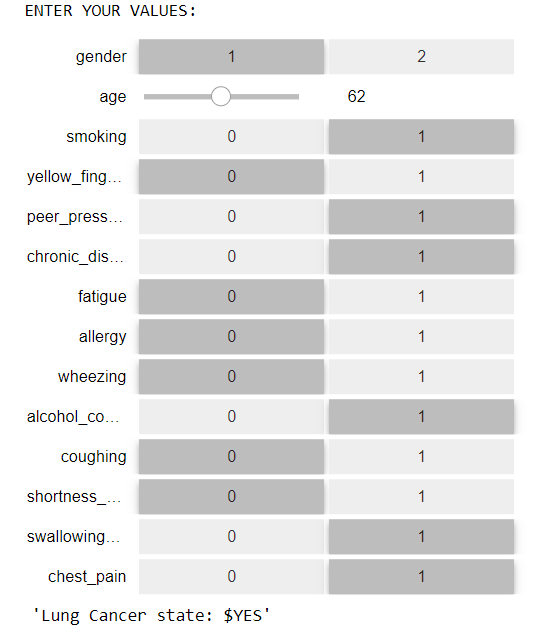 ENTER YOUR VALUES:
gender 1 2
age 62
smoking 0 1
yellow_fing... 0 1
peer_press... 0 1
chronic_dis... 0 1
fatigue 0 1
allergy 0 1
wheezing 0 1
alcohol_co... 0 1
coughing 0 1
shortness_... 0 1
swallowing... 0 1
chest_pain 0 1
'Lung Cancer state: $YES'